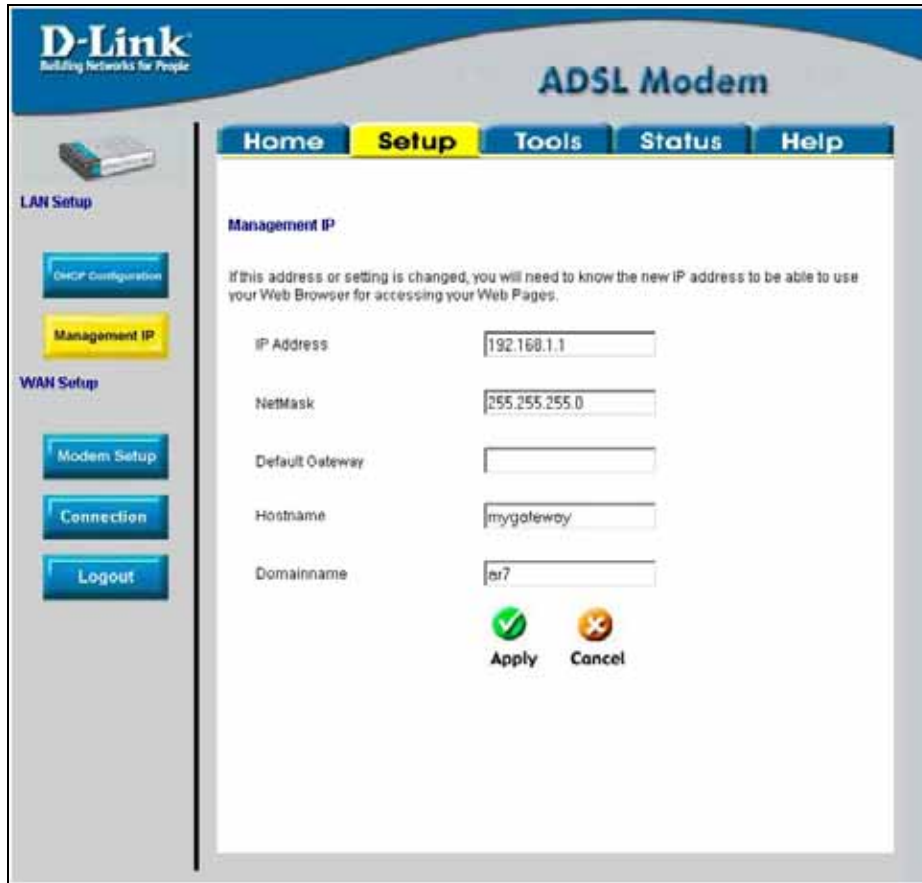 D-Link
Building Networks for People
ADSL Modem
Home
Setup
Tools
Status
Help
LAN Setup
DHCP Configuration
Management IP
WAN Setup
Modem Setup
Connection
Logout
Management IP
If this address or setting is changed, you will need to know the new IP address to be able to use
your Web Browser for accessing your Web Pages.
IP Address
192.168.1.1
NetMask
255.255.255.0
Default Gateway
Hostname
mygateway
Domainname
ar7
Apply
Cancel